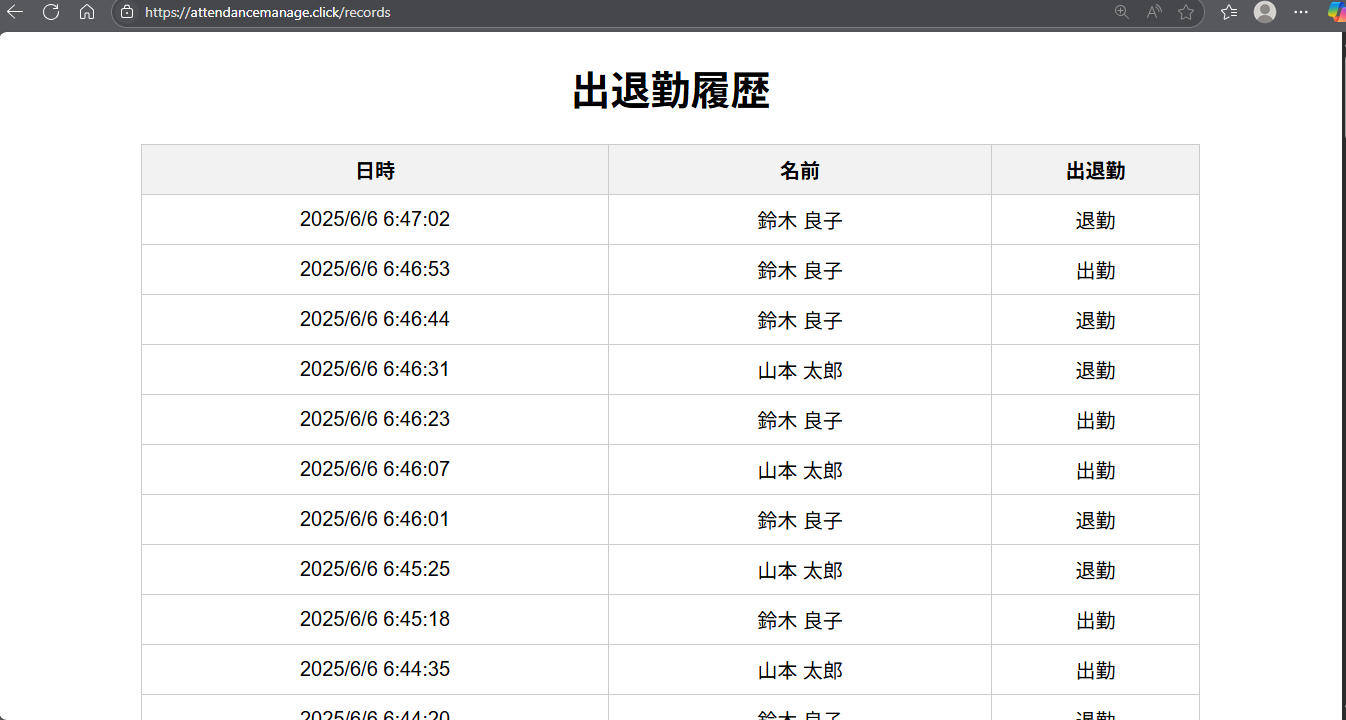 https://attendancemanage.click/records
出退勤履歴
日時 名前 出退勤
2025/6/6 6:47:02 鈴木 良子 退勤
2025/6/6 6:46:53 鈴木 良子 出勤
2025/6/6 6:46:44 鈴木 良子 退勤
2025/6/6 6:46:31 山本 太郎 退勤
2025/6/6 6:46:23 鈴木 良子 出勤
2025/6/6 6:46:07 山本 太郎 出勤
2025/6/6 6:46:01 鈴木 良子 退勤
2025/6/6 6:45:25 山本 太郎 退勤
2025/6/6 6:45:18 鈴木 良子 出勤
2025/6/6 6:44:35 山本 太郎 出勤
2025/6/6 6:44:20 鈴木 良子 退勤